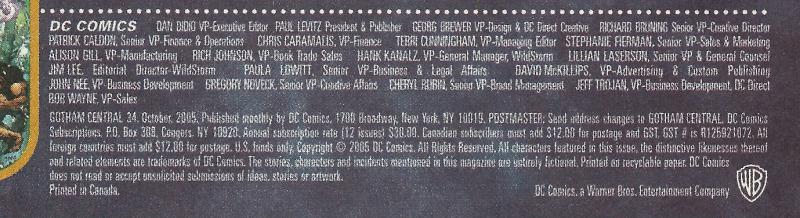 DC COMICS DAN DIDIO VP-Executive Editor PAUL LEVITZ President & Publisher GEORG BREWER VP-Design & DC Direct Creative RICHARD BRUNING Senior VP-Creative Director
PATRICK CALDON, Senior VP-Finance & Operations CHRIS CARAMALIS, VP-Finance TERRI CUNNINGHAM, VP-Managing Editor STEPHANIE FIERMAN, Senior VP-Sales & Marketing
ALISON GILL, VP-Manufacturing RICH JOHNSON, VP-Book Trade Sales HANK KANALZ, VP-General Manager, WildStorm LILLIAN LASERSON, Senior VP & General Counsel
JIM LEE, Editorial Director-WildStorm PAULA LOWITT, Senior VP-Business & Legal Affairs DAVID McKILLIPS, VP-Advertising & Custom Publishing
JOHN NEE, VP-Business Development GREGORY NOVECK, Senior VP-Creative Affairs CHERYL RUBIN, Senior VP-Brand Management JEFF TROJAN, VP-Business Development, DC Direct
BOB WAYNE, VP-Sales
GOTHAM CENTRAL 34. October, 2005. Published monthly by DC Comics, 1700 Broadway, New York, NY 10019. POSTMASTER: Send address changes to GOTHAM CENTRAL, DC Comics
Subscriptions, P.O. Box 308, Congers, NY 10920. Annual subscription rate (12 issues) $30.00. Canadian subscribers must add $12.00 for postage and GST. GST # is R125921072. All
foreign countries must add $12.00 for postage. U.S. funds only. Copyright © 2005 DC Comics. All Rights Reserved. All characters featured in this issue, the distinctive likenesses thereof
and related elements are trademarks of DC Comics. The stories, characters and incidents mentioned in this magazine are entirely fictional. Printed on recyclable paper. DC Comics
does not read or accept unsolicited submissions of ideas, stories or artwork.
Printed in Canada.
DC Comics, a Warner Bros. Entertainment Company
WB